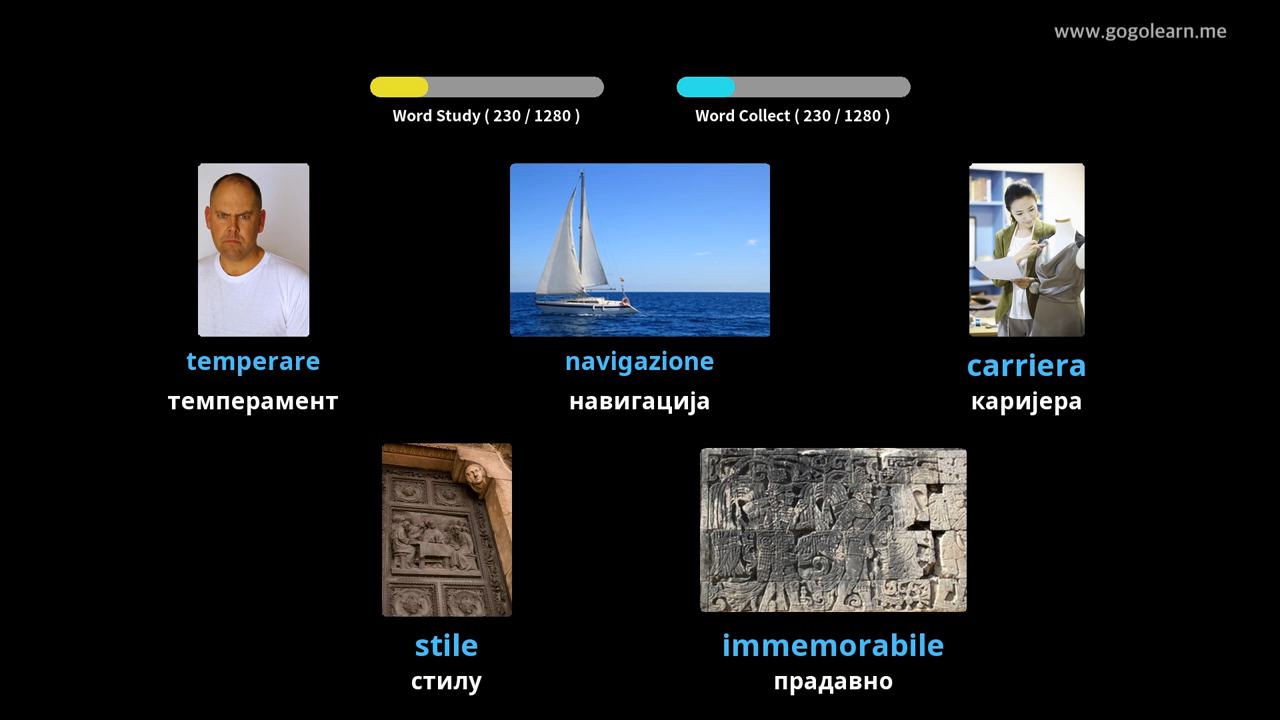 www.gogolearn.me
Word Study ( 230 / 1280 )
Word Collect ( 230 / 1280 )
temperare
navigazione
carriera
темперамент
навигација
каријера
stile
immemorabile
стилу
прадавно